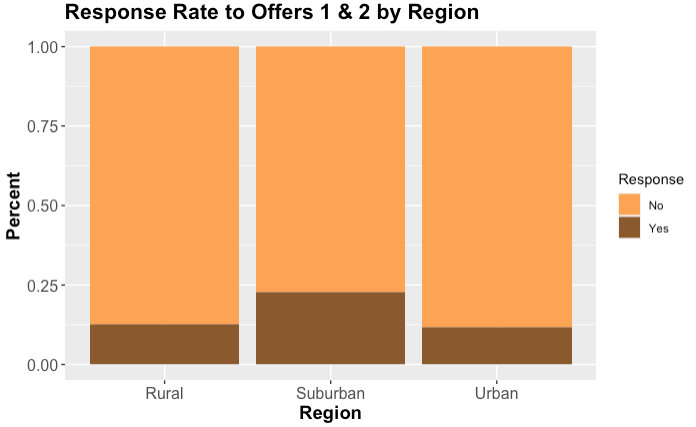 Response Rate to Offers 1 & 2 by Region
Percent
1.00
0.75
0.50
0.25
0.00
Rural
Suburban
Urban
Region
Response
No
Yes